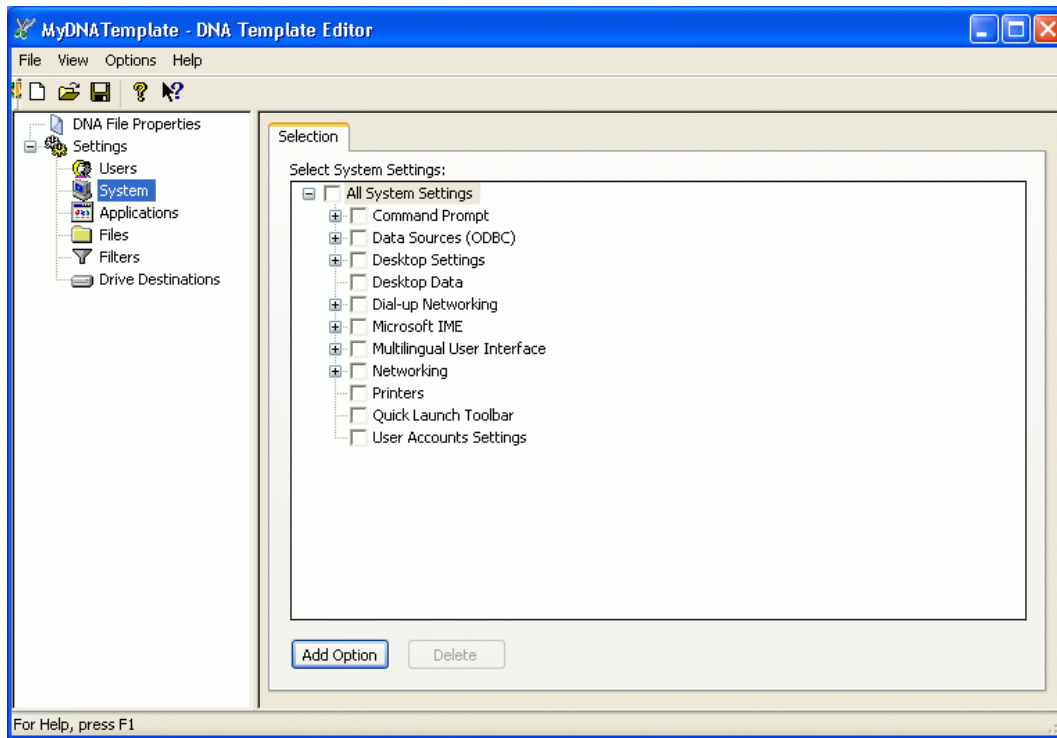 MyDNATemplate - DNA Template Editor
File View Options Help
DNA File Properties
Settings
Users
System
Applications
Files
Filters
Drive Destinations
Selection
Select System Settings:
All System Settings
Command Prompt
Data Sources (ODBC)
Desktop Settings
Desktop Data
Dial-up Networking
Microsoft IME
Multilingual User Interface
Networking
Printers
Quick Launch Toolbar
User Accounts Settings
Add Option Delete
For Help, press F1